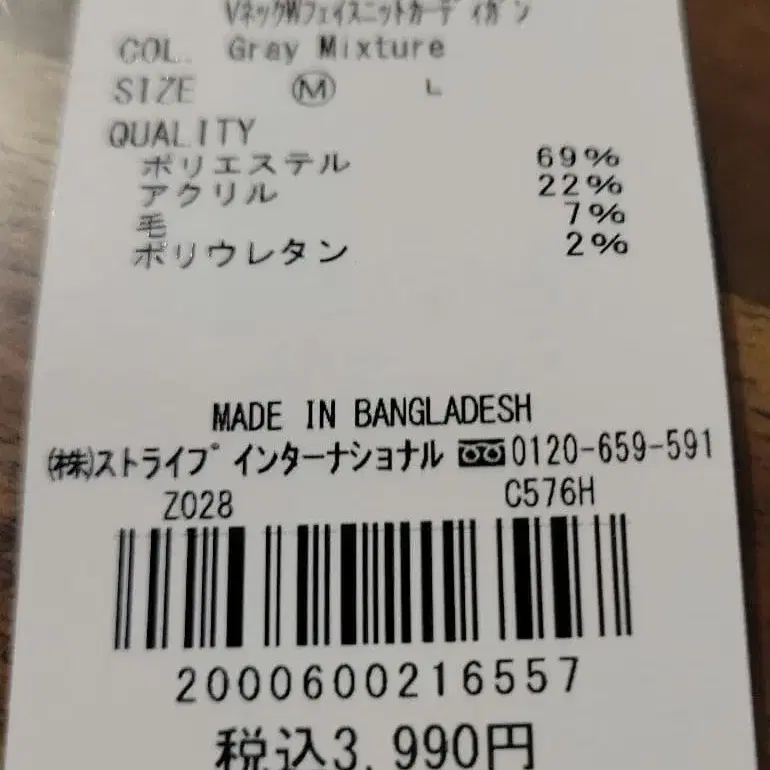 VネックWフェイスニットカーディガン
COL. Gray Mixture
SIZE Ⓜ L
QUALITY
ポリエステル 69%
アクリル 22%
毛 7%
ポリウレタン 2%
MADE IN BANGLADESH
(株)ストライプ インターナショナル 0120-659-591
Z028 C576H
2000600216557
税込3,990円